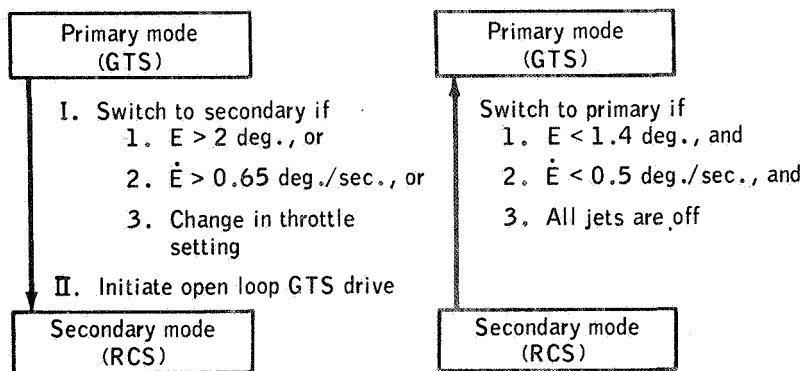 Primary mode
(GTS)
I. Switch to secondary if
1. E > 2 deg., or
2. Ė > 0.65 deg./sec., or
3. Change in throttle
setting
II. Initiate open loop GTS drive
Secondary mode
(RCS)
Primary mode
(GTS)
Switch to primary if
1. E < 1.4 deg., and
2. Ė < 0.5 deg./sec., and
3. All jets are off
Secondary mode
(RCS)